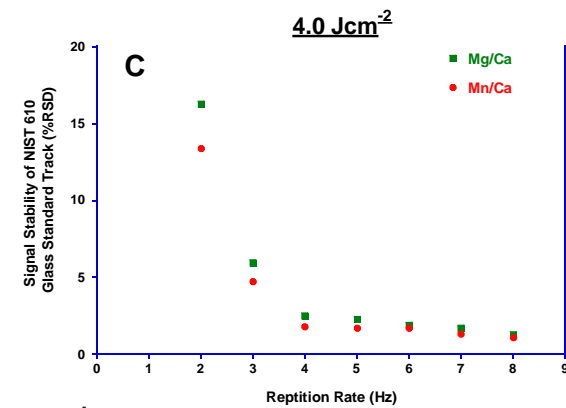 4.0 Jcm-2
C
Mg/Ca
Mn/Ca
Signal Stability of NIST 610
Glass Standard Track (%RSD)
20
15
10
5
0
0 1 2 3 4 5 6 7 8 9
Reptition Rate (Hz)